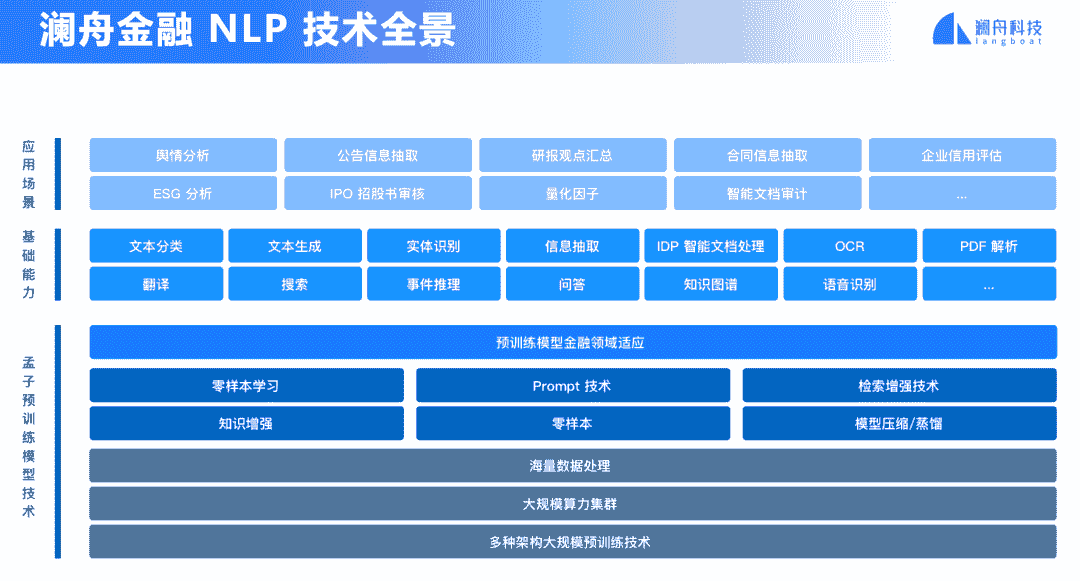 澜舟金融 NLP 技术全景
澜舟科技
langboat
应用场景
舆情分析
公告信息抽取
研报观点汇总
合同信息抽取
企业信用评估
ESG 分析
IPO 招股书审核
量化因子
智能文档审计
...
基础能力
文本分类
文本生成
实体识别
信息抽取
IDP 智能文档处理
OCR
PDF 解析
翻译
搜索
事件推理
问答
知识图谱
语音识别
...
孟子预训练模型技术
预训练模型金融领域适应
零样本学习
Prompt 技术
检索增强技术
知识增强
零样本
模型压缩/蒸馏
海量数据处理
大规模算力集群
多种架构大规模预训练技术